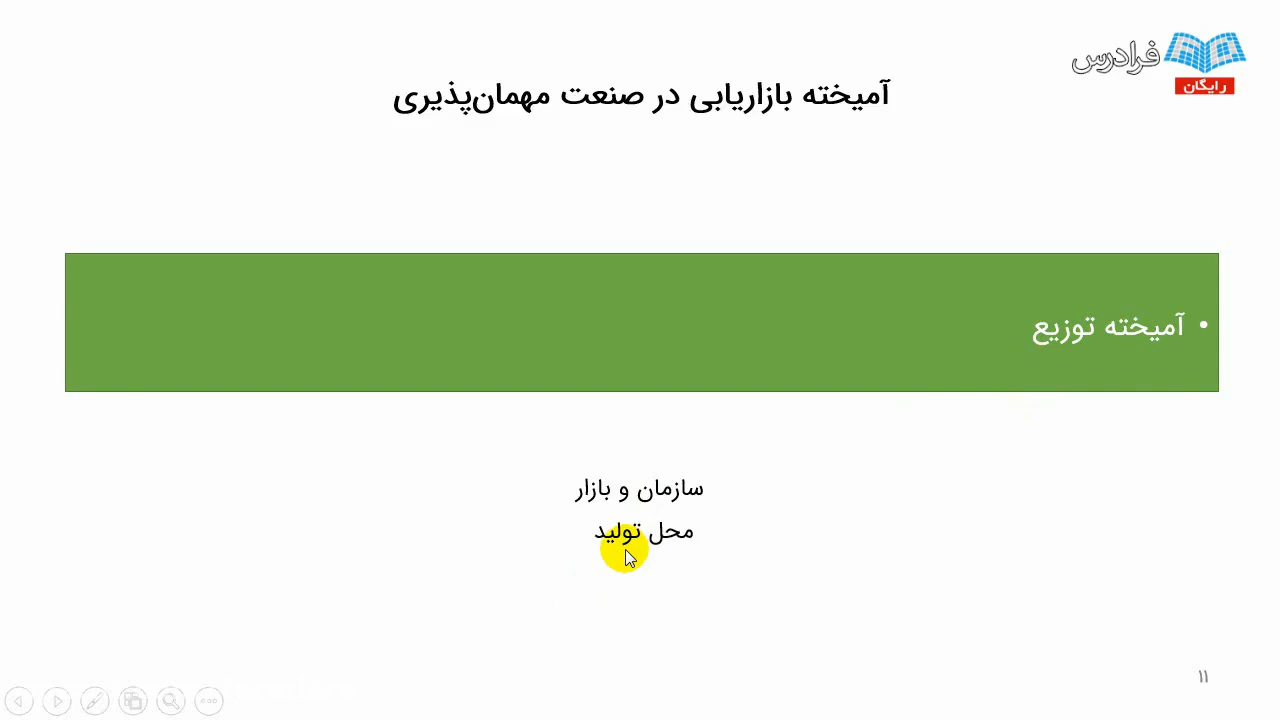 فرادرس
رایگان
آمیخته بازاریابی در صنعت مهمان‌پذیری
• آمیخته توزیع
سازمان و بازار
محل تولید
۱۱